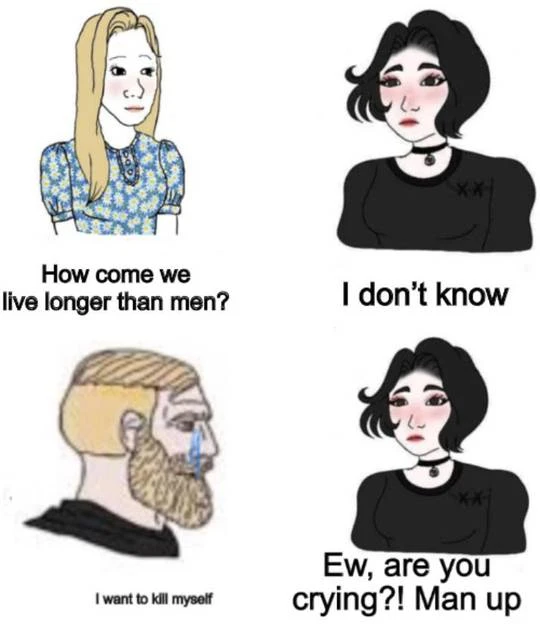 How come we
live longer than men?
I don't know
I want to kill myself
Ew, are you
crying?! Man up